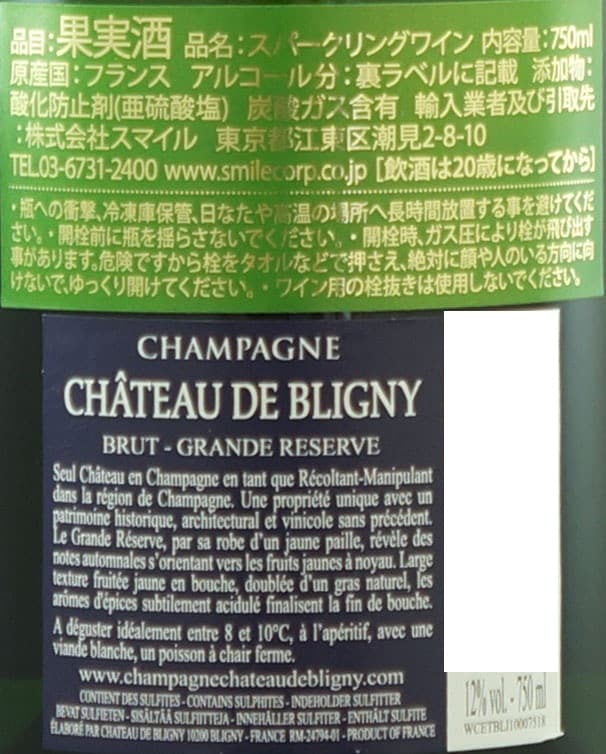 品目:果実酒 品名:スパークリングワイン 内容量:750ml
原産国:フランス アルコール分:裏ラベルに記載 添加物:
酸化防止剤(亜硫酸塩) 炭酸ガス含有 輸入業者及び引取先
:株式会社スマイル 東京都江東区潮見2-8-10
TEL.03-6731-2400 www.smilecorp.co.jp [飲酒は20歳になってから]
・瓶への衝撃、冷凍庫保管、日なたや高温の場所へ長時間放置する事を避けてくだ
さい。・開栓前に瓶を揺らさないでください。・開栓時、ガス圧により栓が飛び出す
事があります。危険ですから栓をタオルなどで押さえ、絶対に顔や人のいる方向に向
けないで、ゆっくり開けてください。・ワイン用の栓抜きは使用しないでください。
CHAMPAGNE
CHÂTEAU DE BLIGNY
BRUT - GRANDE RESERVE
Seul Château en Champagne en tant que Récoltant-Manipulant
dans la région de Champagne. Une propriété unique avec un
patrimoine historique, architectural et vinicole sans précédent.
Le Grande Réserve, par sa robe d'un jaune paille, révèle des
notes automnales s'orientant vers les fruits jaunes à noyau. Large
texture fruitée jaune en bouche, doublée d'un gras naturel, les
arômes d'épices subtilement acidulé finalisent la fin de bouche.
A déguster idéalement entre 8 et 10°C, à l'apéritif, avec une
viande blanche, un poisson à chair ferme.
www.champagnechateaudebligny.com
CONTIENT DES SULFITES - CONTAINS SULPHITES - INDEHOLDER SULFITTER
BEVAT SULFIETEN - SISÄLTÄÄ SULFIITTEJA - INNEHÅLLER SULFITER - ENTHÄLT SULFITE
ÉLABORÉ PAR CHATEAU DE BLIGNY 10200 BLIGNY - FRANCE RM-24794-01 - PRODUCT OF FRANCE
12% vol. - 750 ml
WCETBLJ10007518